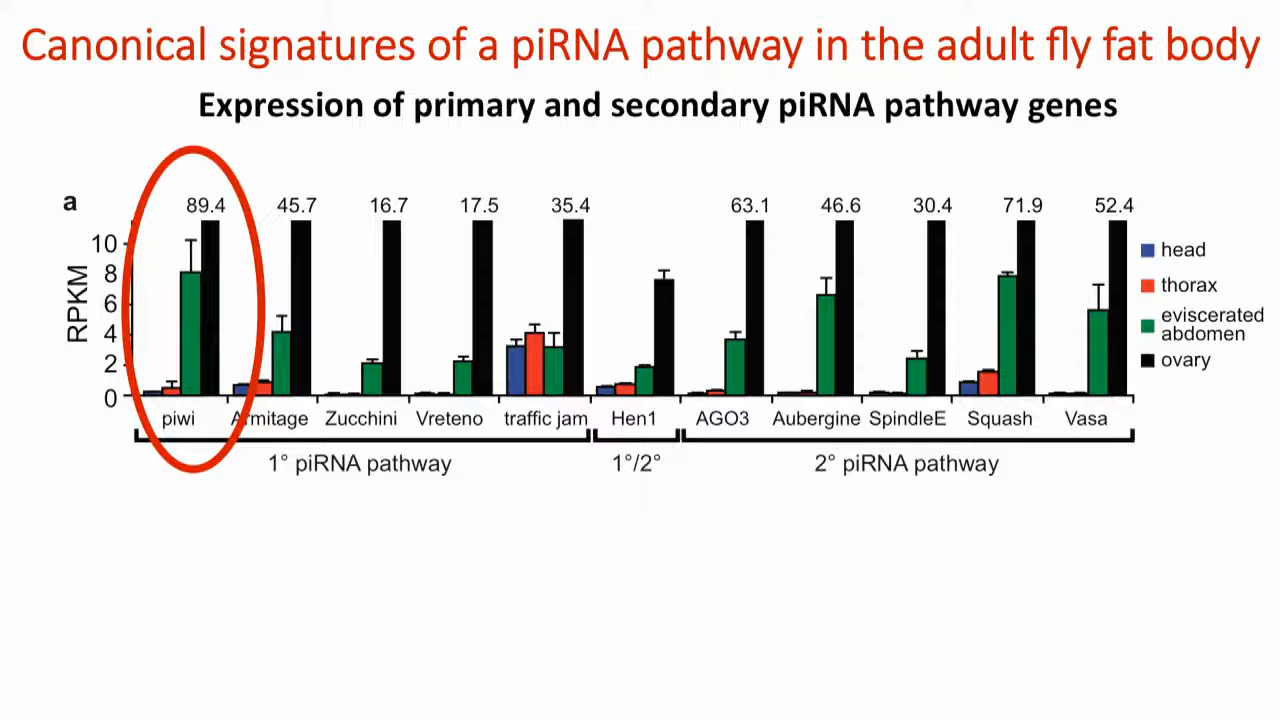 Canonical signatures of a piRNA pathway in the adult fly fat body
Expression of primary and secondary piRNA pathway genes
a
89.4 45.7 16.7 17.5 35.4 63.1 46.6 30.4 71.9 52.4
RPKM
10
8
6
4
2
0
head
thorax
eviscerated
abdomen
ovary
piwi Armitage Zucchini Vreteno traffic jam Hen1 AGO3 Aubergine SpindleE Squash Vasa
1° piRNA pathway 1°/2° 2° piRNA pathway